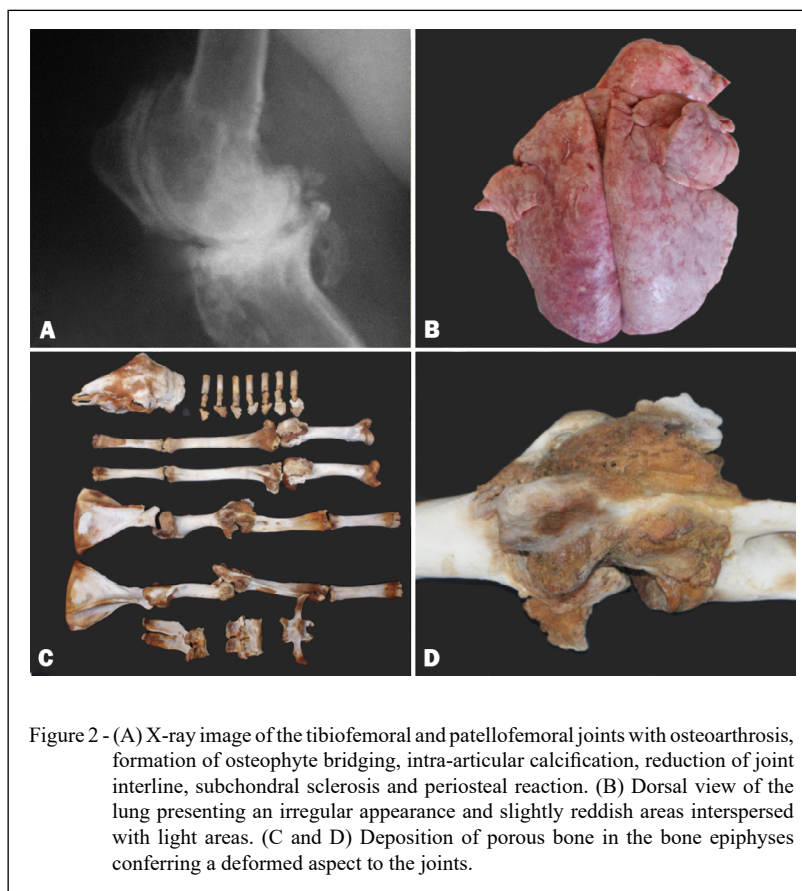 A
B
C
D
Figure 2 - (A) X-ray image of the tibiofemoral and patellofemoral joints with osteoarthrosis,
formation of osteophyte bridging, intra-articular calcification, reduction of joint
interline, subchondral sclerosis and periosteal reaction. (B) Dorsal view of the
lung presenting an irregular appearance and slightly reddish areas interspersed
with light areas. (C and D) Deposition of porous bone in the bone epiphyses
conferring a deformed aspect to the joints.